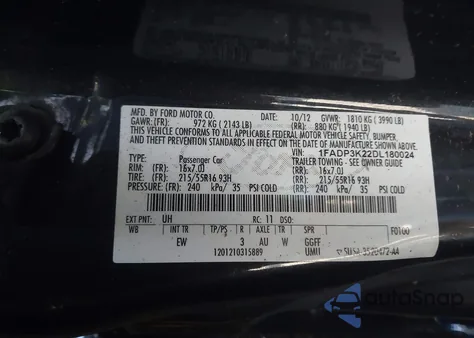 MFD. BY FORD MOTOR CO.
DATE: 10/12 GVWR: 1810 KG ( 3990 LB)
GAWR: (FR): 972 KG ( 2143 LB) (RR): 880 KG ( 1940 LB)
THIS VEHICLE CONFORMS TO ALL APPLICABLE FEDERAL MOTOR VEHICLE SAFETY, BUMPER,
AND THEFT PREVENTION STANDARDS IN EFFECT ON THE DATE OF MANUFACTURE SHOWN ABOVE.
VIN: 1FADP3K22DL180024
TYPE: Passenger Car TRAILER TOWING - SEE OWNER GUIDE
RIM: (FR) 16x7.0J (RR): 16x7.0J
TIRE: (FR) 215/55R16 93H (RR): 215/55R16 93H
PRESSURE: (FR) 240 kPa/ 35 PSI COLD (RR): 240 kPa/ 35 PSI COLD
EXT PNT: UH RC: 11 DSO:
WB INT TR TP/PS R AXLE TR SPR F0100
EW 3 AU W GGFF
1201210315889 UMU
autoSnap